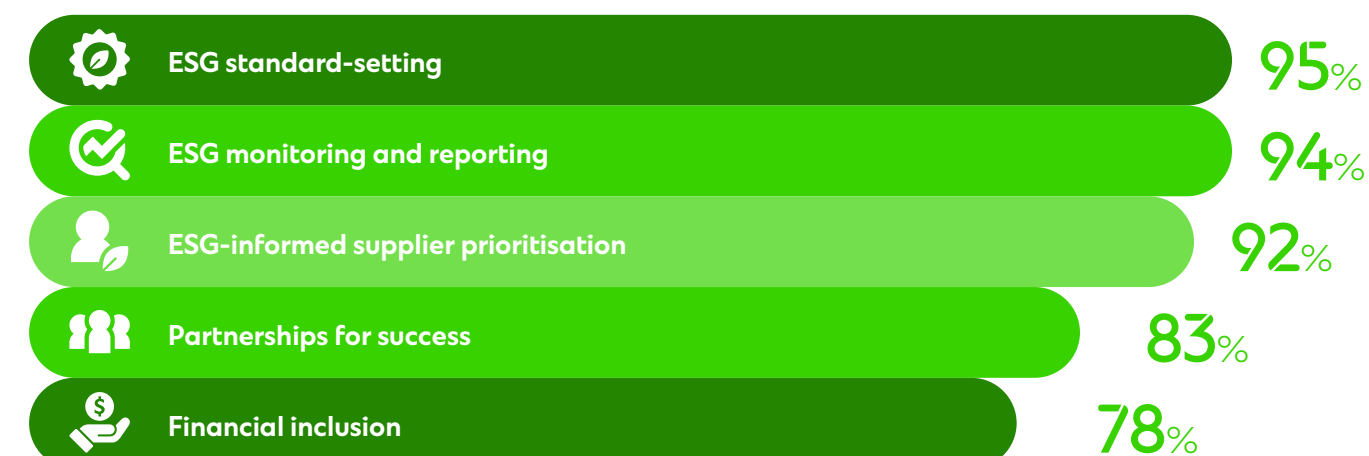 ESG standard-setting 95%
ESG monitoring and reporting 94%
ESG-informed supplier prioritisation 92%
Partnerships for success 83%
$
Financial inclusion 78%